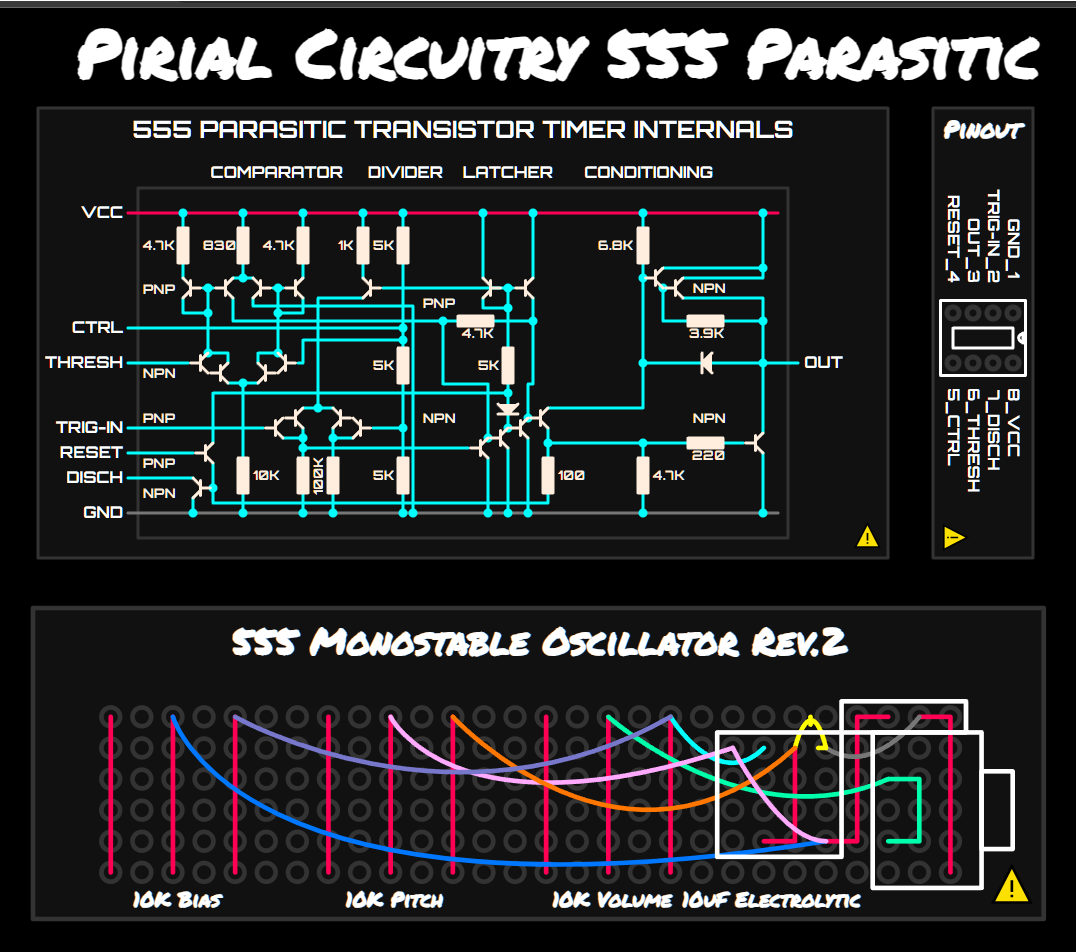 Pirial Circuitry 555 Parasitic
555 PARASITIC TRANSISTOR TIMER INTERNALS
COMPARATOR DIVIDER LATCHER CONDITIONING
VCC
4.7K 830 4.7K 1K 5K 6.8K
PNP PNP NPN
CTRL
4.7K 3.9K
THRESH 5K 5K OUT
NPN
PNP NPN NPN
TRIG-IN
RESET
220
PNP
DISCH 10K 100K 5K 100 4.7K
NPN
GND
Pinout
GND_1
TRIG-IN_2
OUT_3
RESET_4
8_VCC
7_DISCH
6_THRESH
5_CTRL
555 Monostable Oscillator Rev.2
10K Bias 10K Pitch 10K Volume 10uF Electrolytic